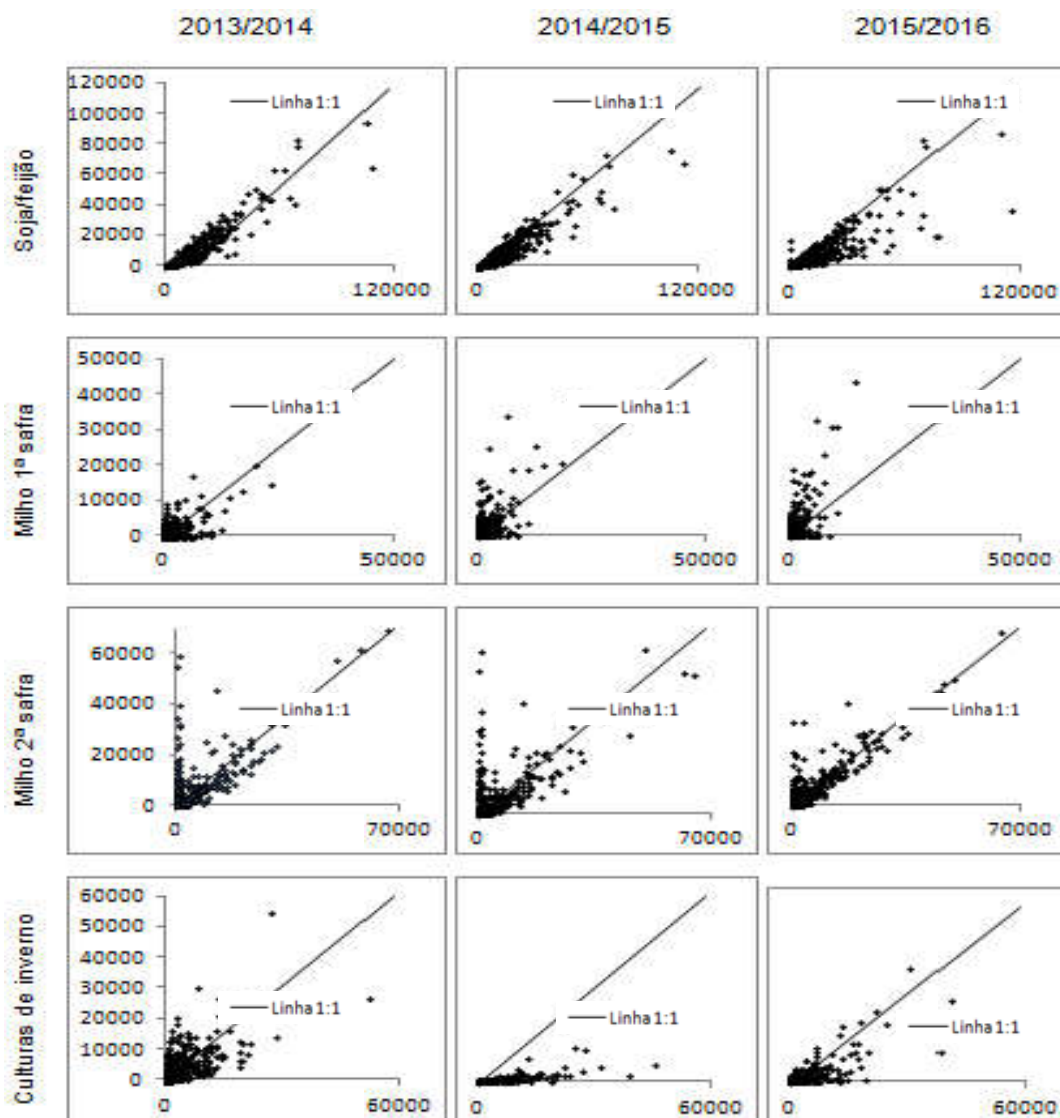 2013/2014 2014/2015 2015/2016
Soja/feijão
120000
100000
80000
60000
40000
20000
0
Linha 1:1 Linha 1:1 Linha 1:1
0 120000 0 120000 0 120000
Milho 1ª safra
50000
40000
30000
20000
10000
0
Linha 1:1 Linha 1:1 Linha 1:1
0 50000 0 50000 0 50000
Milho 2ª safra
60000
40000
20000
0
Linha 1:1 Linha 1:1 Linha 1:1
0 70000 0 70000 0 70000
Culturas de inverno
60000
50000
40000
30000
20000
10000
0
Linha 1:1 Linha 1:1 Linha 1:1
0 60000 0 60000 0 60000